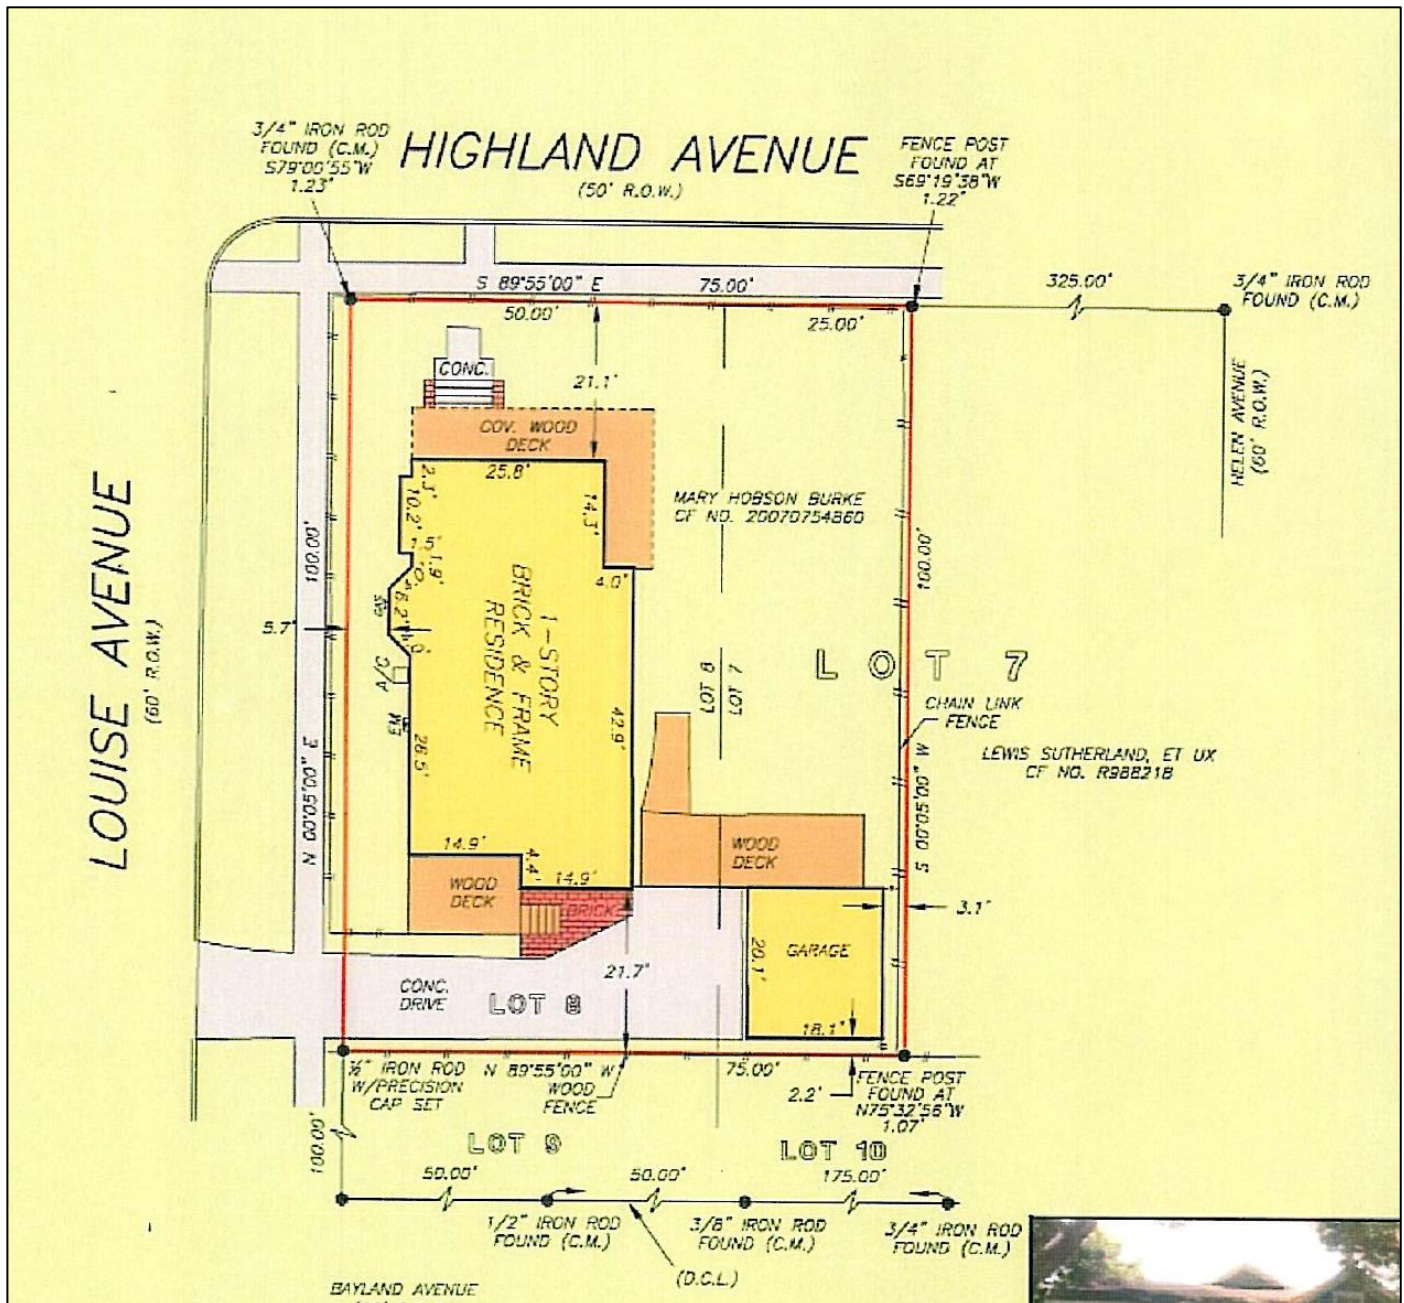 3/4" IRON ROD
FOUND (C.M.)
S79°00'55"W
1.23'
HIGHLAND AVENUE
(50' R.O.W.)
FENCE POST
FOUND AT
S69°19'38"W
1.22'
S 89°55'00" E
75.00'
325.00'
3/4" IRON ROD
FOUND (C.M.)
50.00'
25.00'
CONC.
21.1'
HELEN AVENUE
(60' R.O.W.)
COV. WOOD
DECK
25.8'
2.3'
10.2'
14.3'
1.5'
1.9'
4.0'
MARY HOBSON BURKE
CF NO. 20070754860
LOUISE AVENUE
(60' R.O.W.)
100.00'
100.00'
1-STORY
BRICK & FRAME
RESIDENCE
6.2'
5.7'
A/C
EM
26.5'
42.9'
LOT 8
LOT 7
LOT 7
CHAIN LINK
FENCE
LEWIS SUTHERLAND, ET UX
CF NO. R988218
N 00°05'00" E
S 00°05'00" W
14.9'
4.4'
14.9'
WOOD
DECK
WOOD
DECK
BRICK
3.1'
GARAGE
20.1'
18.1'
21.7'
CONC.
DRIVE
LOT 8
½" IRON ROD
W/PRECISION
CAP SET
N 89°55'00" W
75.00'
WOOD
FENCE
2.2'
FENCE POST
FOUND AT
N75°32'56"W
1.07'
100.00'
LOT 9
LOT 10
50.00'
50.00'
175.00'
1/2" IRON ROD
FOUND (C.M.)
3/8" IRON ROD
FOUND (C.M.)
3/4" IRON ROD
FOUND (C.M.)
(D.C.L.)
BAYLAND AVENUE